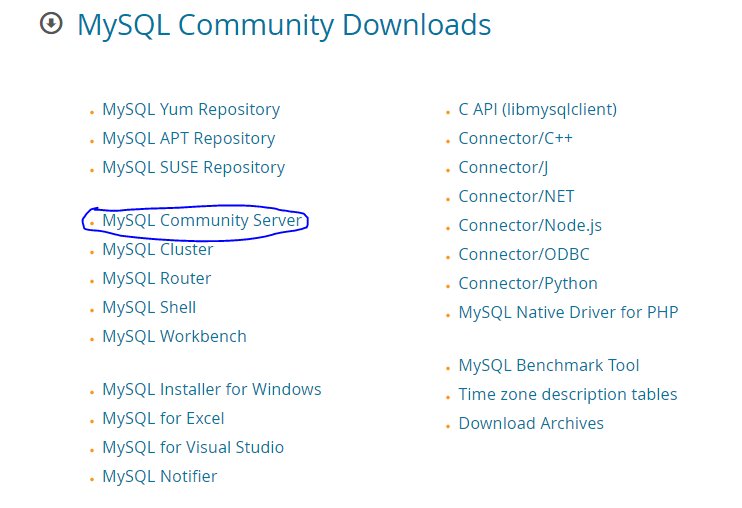 MySQL Community Downloads
MySQL Yum Repository
MySQL APT Repository
MySQL SUSE Repository
MySQL Community Server
MySQL Cluster
MySQL Router
MySQL Shell
MySQL Workbench
MySQL Installer for Windows
MySQL for Excel
MySQL for Visual Studio
MySQL Notifier
C API (libmysqlclient)
Connector/C++
Connector/J
Connector/NET
Connector/Node.js
Connector/ODBC
Connector/Python
MySQL Native Driver for PHP
MySQL Benchmark Tool
Time zone description tables
Download Archives